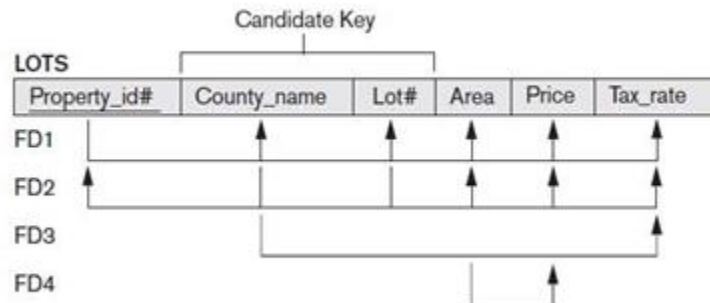 Candidate Key
LOTS
Property_id# County_name Lot# Area Price Tax_rate
FD1
FD2
FD3
FD4